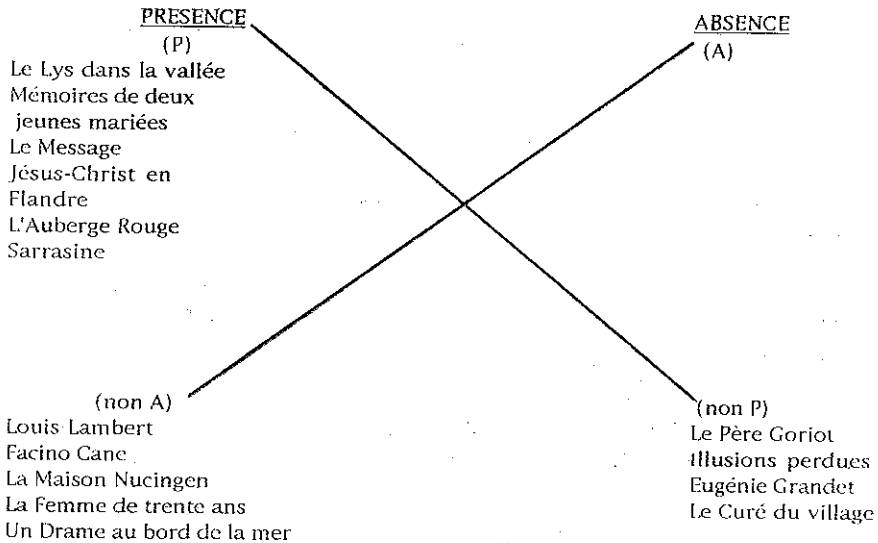 PRESENCE
(P)
Le Lys dans la vallée
Mémoires de deux
jeunes mariées
Le Message
Jésus-Christ en
Flandre
L'Auberge Rouge
Sarrasine
ABSENCE
(A)
(non A)
Louis Lambert
Facino Cane
La Maison Nucingen
La Femme de trente ans
Un Drame au bord de la mer
(non P)
Le Père Goriot
Illusions perdues
Eugénie Grandet
Le Curé du village